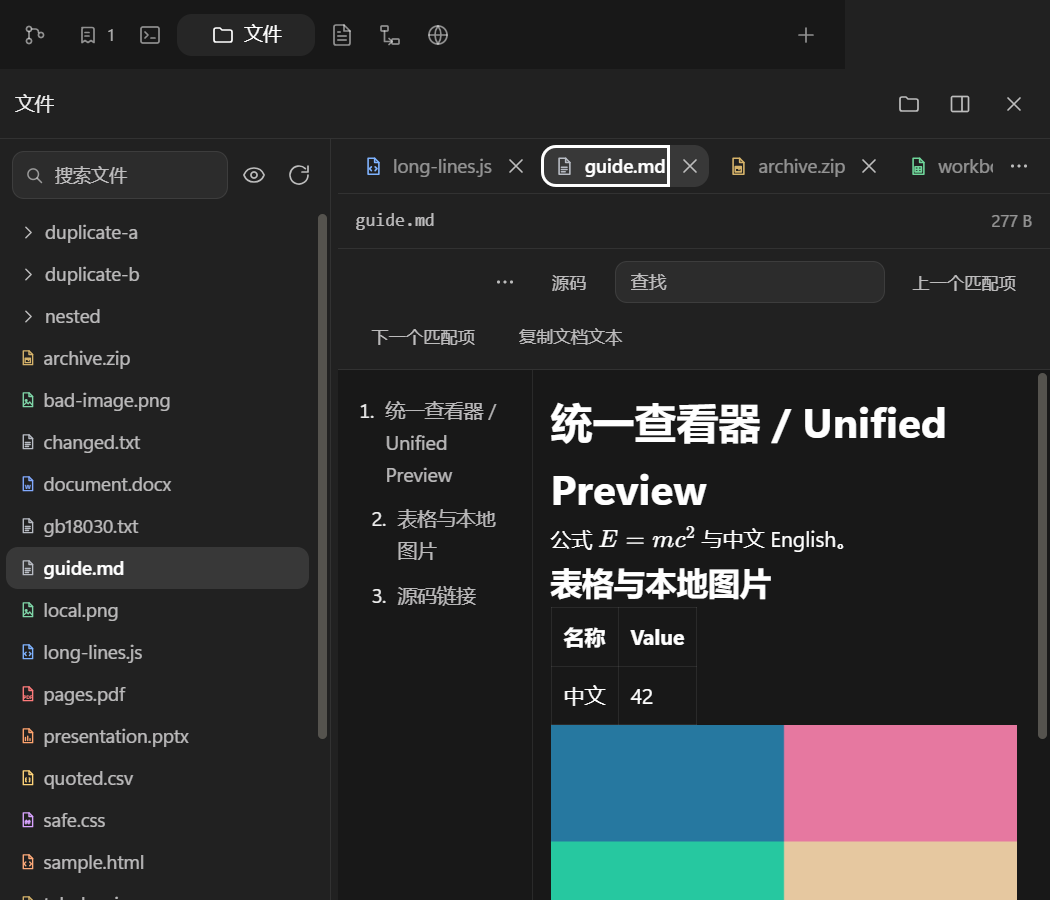 1
文件
文件
搜索文件
duplicate-a
duplicate-b
nested
archive.zip
bad-image.png
changed.txt
document.docx
gb18030.txt
guide.md
local.png
long-lines.js
pages.pdf
presentation.pptx
quoted.csv
safe.css
sample.html
long-lines.js
guide.md
archive.zip
guide.md
277 B
源码
查找
上一个匹配项
下一个匹配项
复制文档文本
1. 统一查看器 /
Unified
Preview
2. 表格与本地
图片
3. 源码链接
统一查看器 / Unified
Preview
公式 E = mc² 与中文 English。
表格与本地图片
名称 Value
中文 42